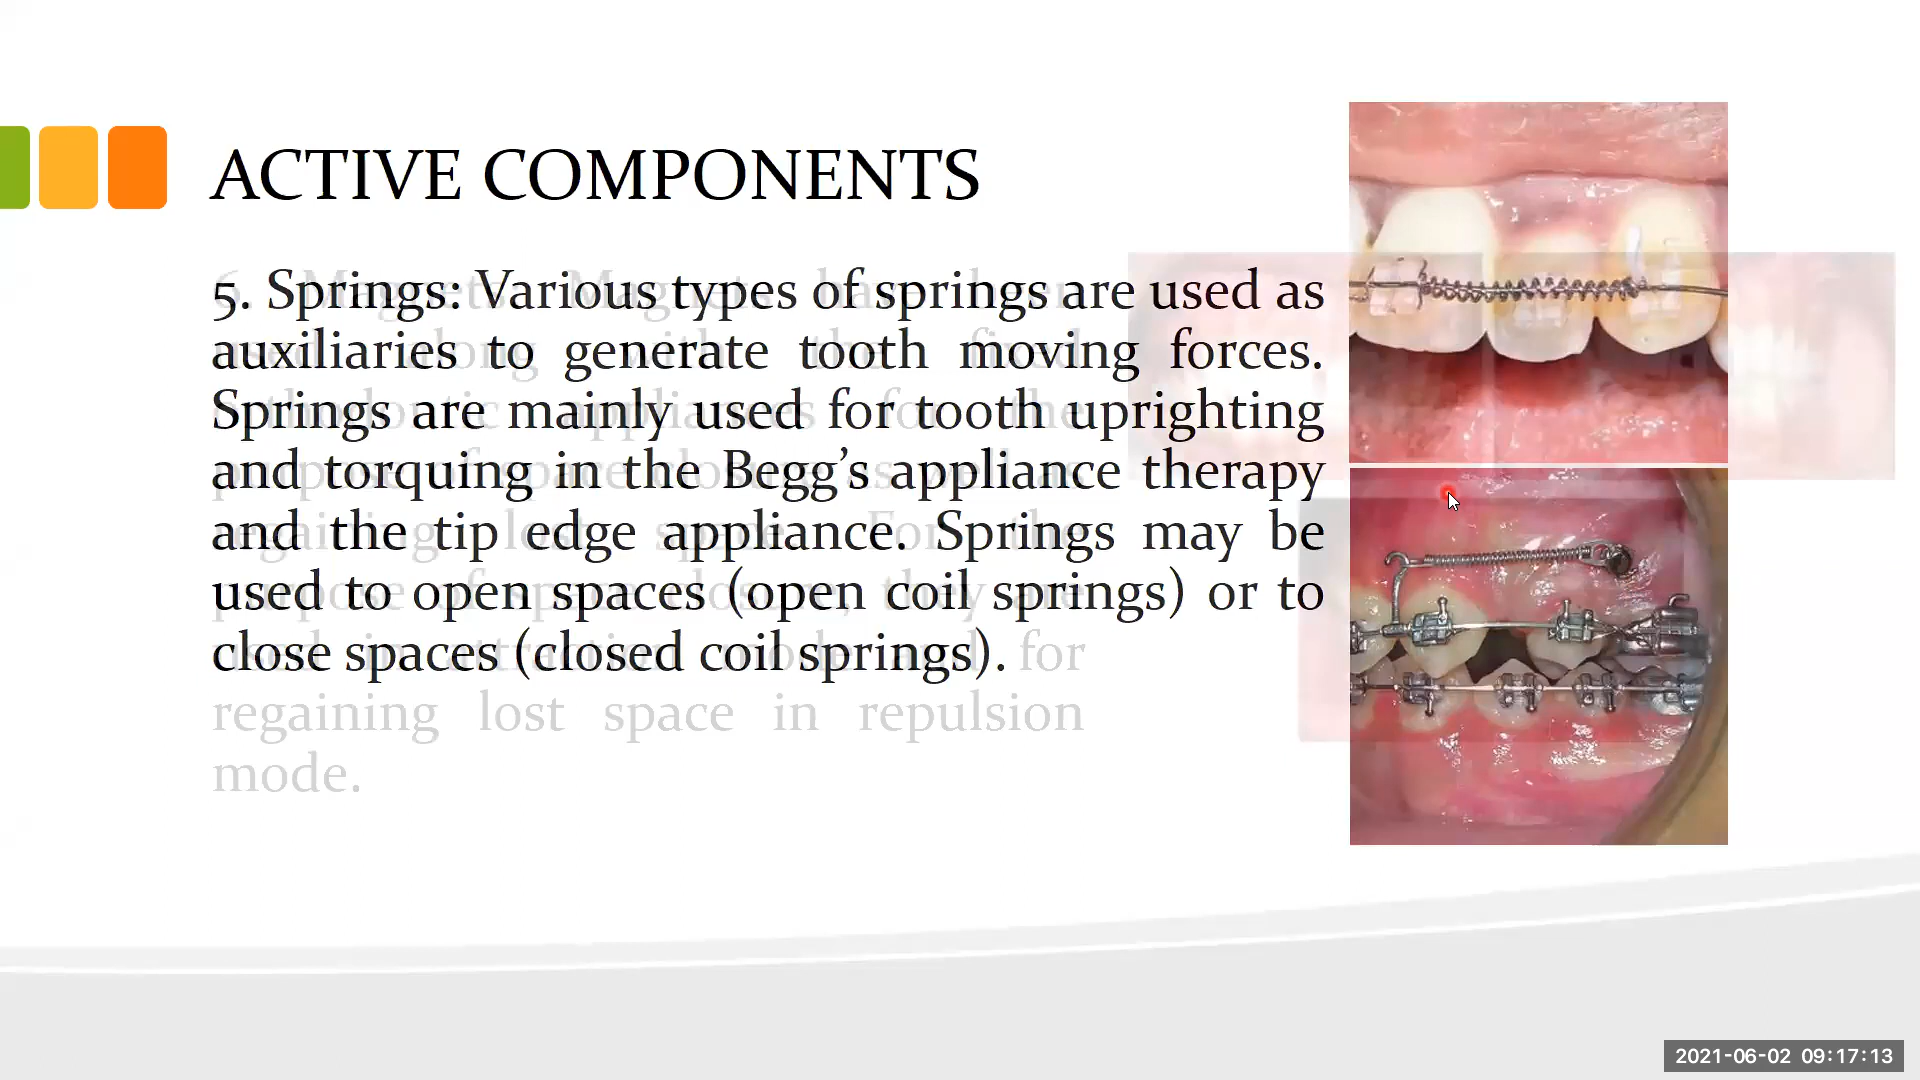 ACTIVE COMPONENTS
5. Springs: Various types of springs are used as
auxiliaries to generate tooth moving forces.
Springs are mainly used for tooth uprighting
and torquing in the Begg’s appliance therapy
and the tip edge appliance. Springs may be
used to open spaces (open coil springs) or to
close spaces (closed coil springs).
for
regaining lost space in repulsion
mode.
2021-06-02 09:17:13